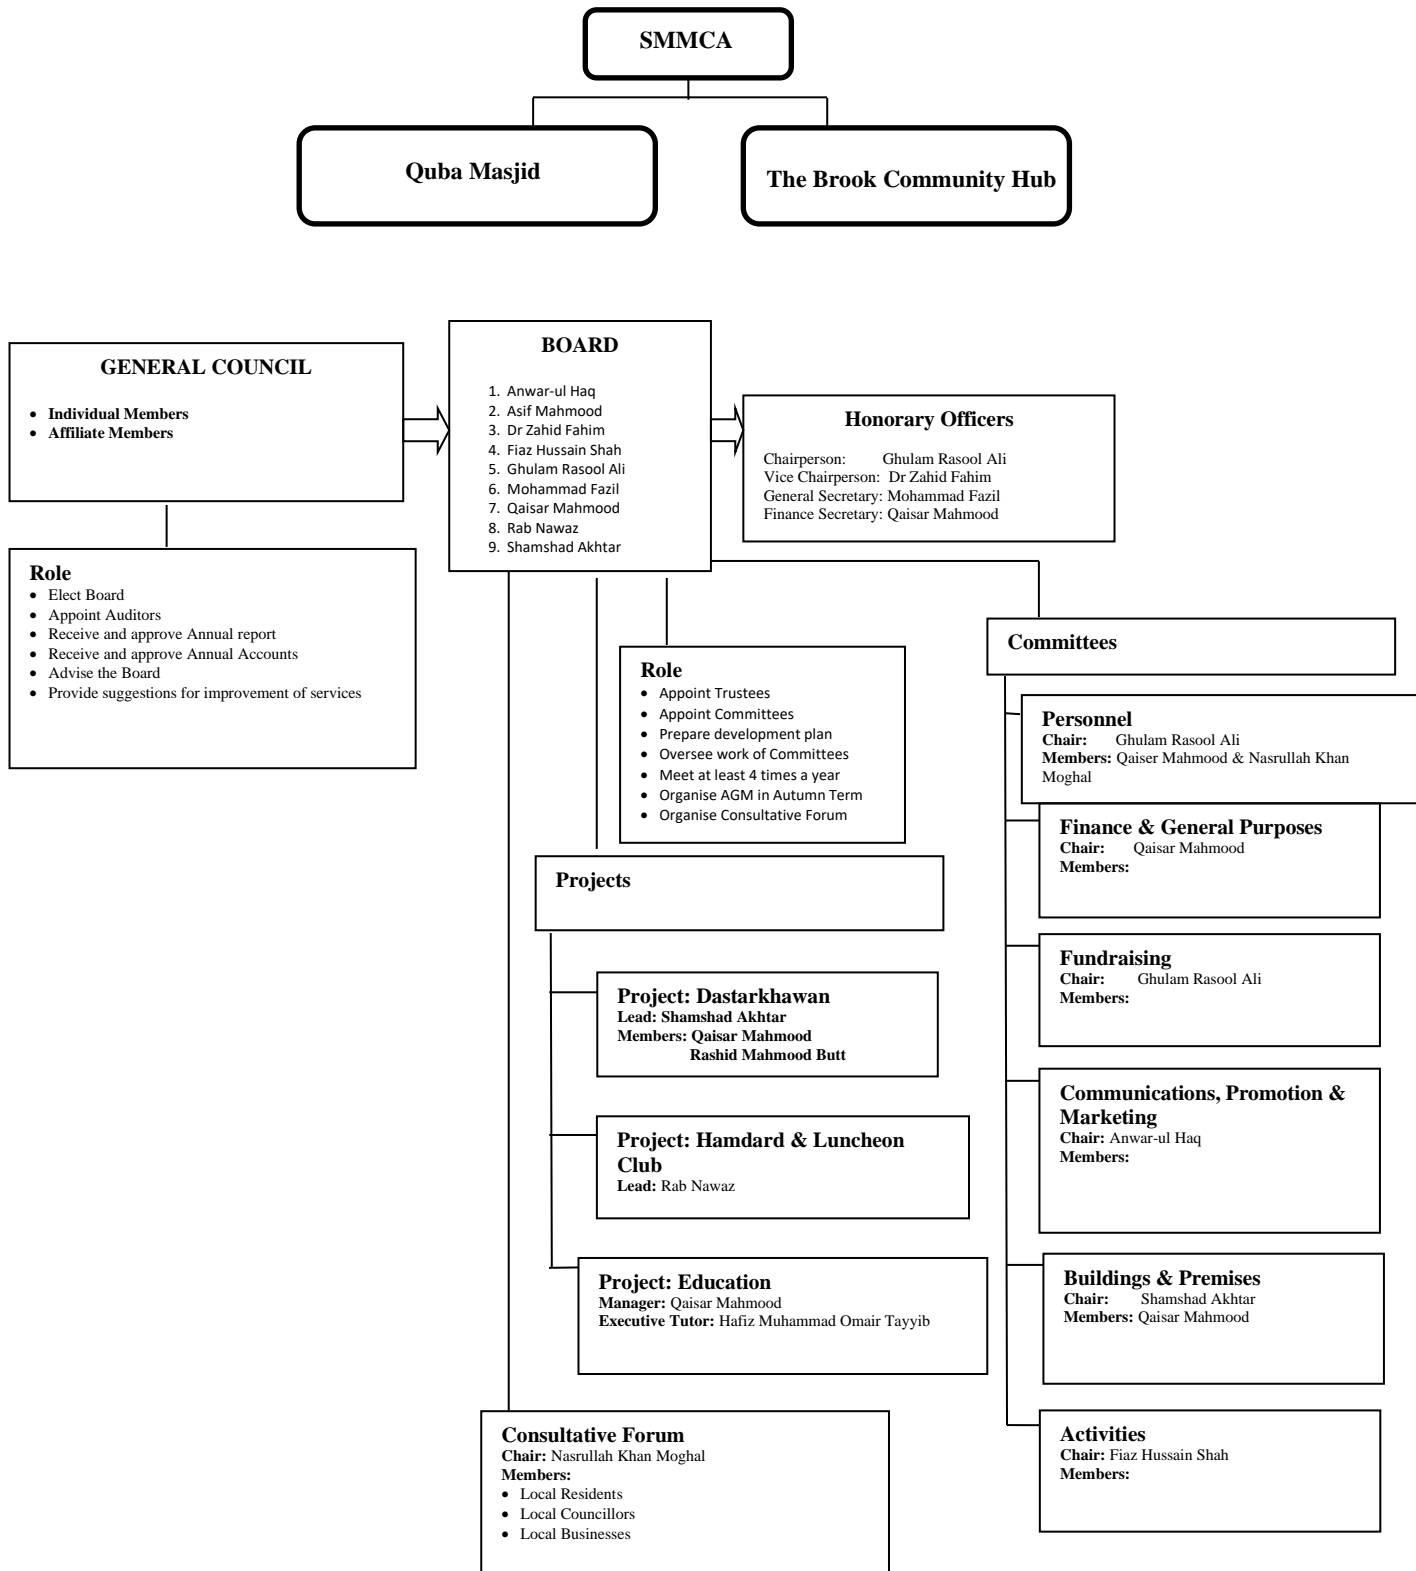 SMMCA
Quba Masjid
The Brook Community Hub
GENERAL COUNCIL
• Individual Members
• Affiliate Members
Role
• Elect Board
• Appoint Auditors
• Receive and approve Annual report
• Receive and approve Annual Accounts
• Advise the Board
• Provide suggestions for improvement of services
BOARD
1. Anwar-ul Haq
2. Asif Mahmood
3. Dr Zahid Fahim
4. Fiaz Hussain Shah
5. Ghulam Rasool Ali
6. Mohammad Fazil
7. Qaisar Mahmood
8. Rab Nawaz
9. Shamshad Akhtar
Honorary Officers
Chairperson: Ghulam Rasool Ali
Vice Chairperson: Dr Zahid Fahim
General Secretary: Mohammad Fazil
Finance Secretary: Qaisar Mahmood
Role
• Appoint Trustees
• Appoint Committees
• Prepare development plan
• Oversee work of Committees
• Meet at least 4 times a year
• Organise AGM in Autumn Term
• Organise Consultative Forum
Projects
Project: Dastarkhawan
Lead: Shamshad Akhtar
Members: Qaisar Mahmood
Rashid Mahmood Butt
Project: Hamdard & Luncheon
Club
Lead: Rab Nawaz
Project: Education
Manager: Qaisar Mahmood
Executive Tutor: Hafiz Muhammad Omair Tayyib
Consultative Forum
Chair: Nasrullah Khan Moghal
Members:
• Local Residents
• Local Councillors
• Local Businesses
Committees
Personnel
Chair: Ghulam Rasool Ali
Members: Qaiser Mahmood & Nasrullah Khan
Moghal
Finance & General Purposes
Chair: Qaisar Mahmood
Members:
Fundraising
Chair: Ghulam Rasool Ali
Members:
Communications, Promotion &
Marketing
Chair: Anwar-ul Haq
Members:
Buildings & Premises
Chair: Shamshad Akhtar
Members: Qaisar Mahmood
Activities
Chair: Fiaz Hussain Shah
Members: